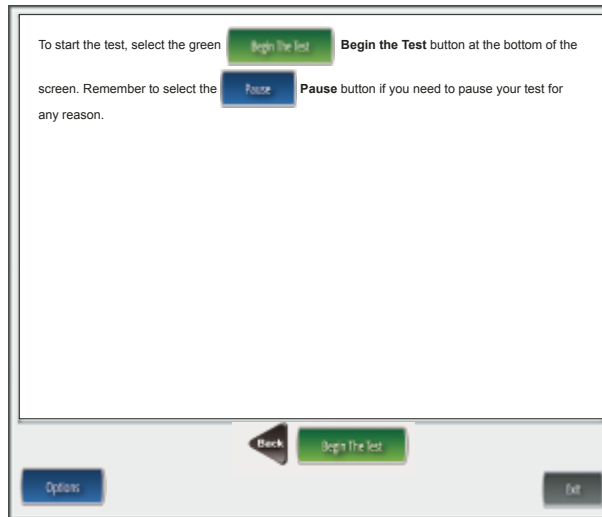 To start the test, select the green Begin The Test Begin the Test button at the bottom of the
screen. Remember to select the Pause Pause button if you need to pause your test for
any reason.
Back Begin The Test
Options Exit